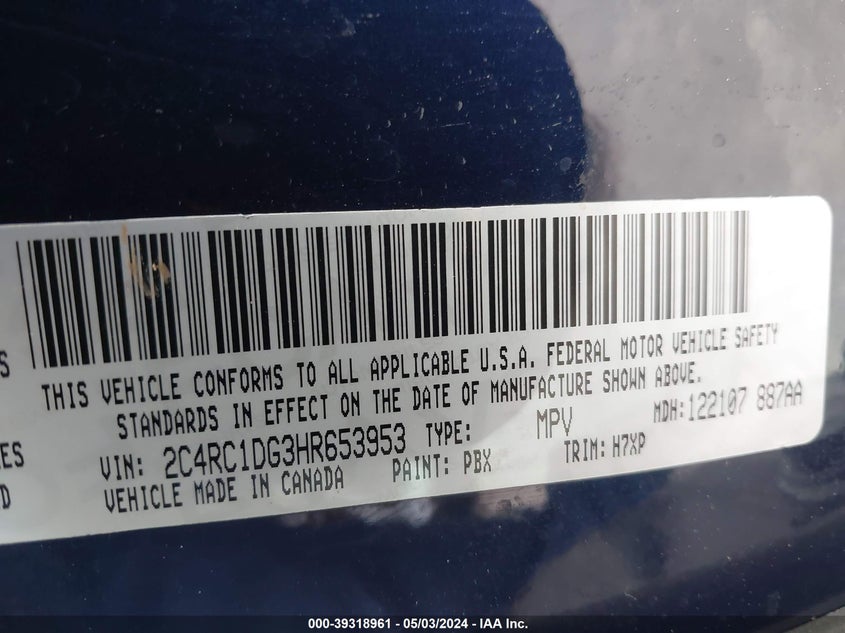 S
THIS VEHICLE CONFORMS TO ALL APPLICABLE U.S.A. FEDERAL MOTOR VEHICLE SAFETY
STANDARDS IN EFFECT ON THE DATE OF MANUFACTURE SHOWN ABOVE.
ES
VIN: 2C4RC1DG3HR653953 TYPE: MPV MDH:122107 887AA
D
VEHICLE MADE IN CANADA PAINT: PBX TRIM: H7XP
000-39318961 - 05/03/2024 - IAA Inc.